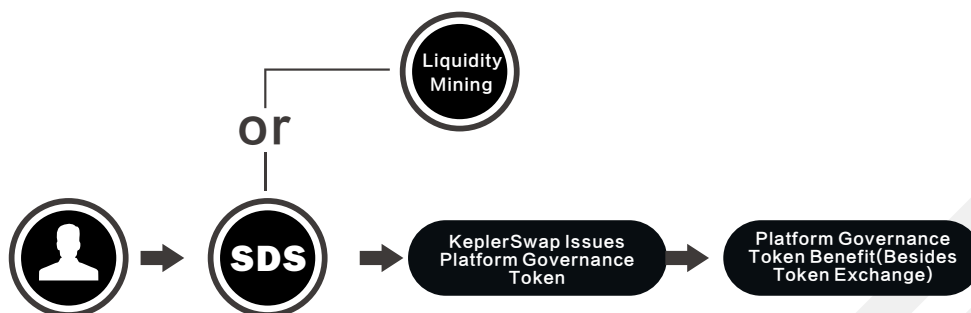 Liquidity
Mining
or
SDS
KeplerSwap Issues
Platform Governance
Token
Platform Governance
Token Benefit(Besides
Token Exchange)